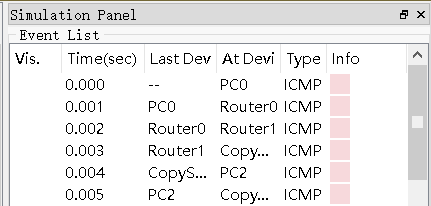 Simulation Panel
Event List
Vis. Time(sec) Last Dev At Devi Type Info
0.000 -- PC0 ICMP
0.001 PC0 Router0 ICMP
0.002 Router0 Router1 ICMP
0.003 Router1 Copy... ICMP
0.004 CopyS... PC2 ICMP
0.005 PC2 Copy... ICMP